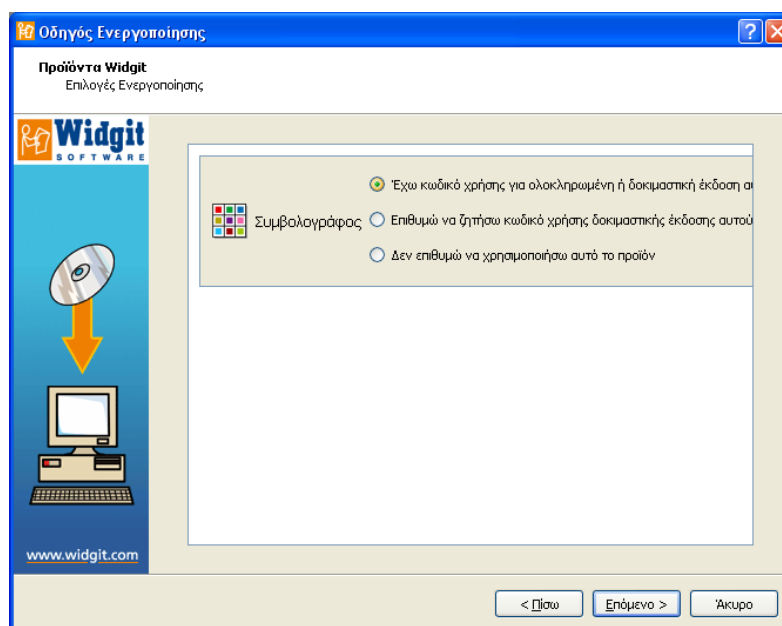 Οδηγός Ενεργοποίησης
Προϊόντα Widgit
Επιλογές Ενεργοποίησης
Widgit
SOFTWARE
Έχω κωδικό χρήσης για ολοκληρωμένη ή δοκιμαστική έκδοση
Συμβολογράφος
Επιθυμώ να ζητήσω κωδικό χρήσης δοκιμαστικής έκδοσης αυτού
Δεν επιθυμώ να χρησιμοποιήσω αυτό το προϊόν
www.widgit.com
< Πίσω
Επόμενο >
Άκυρο